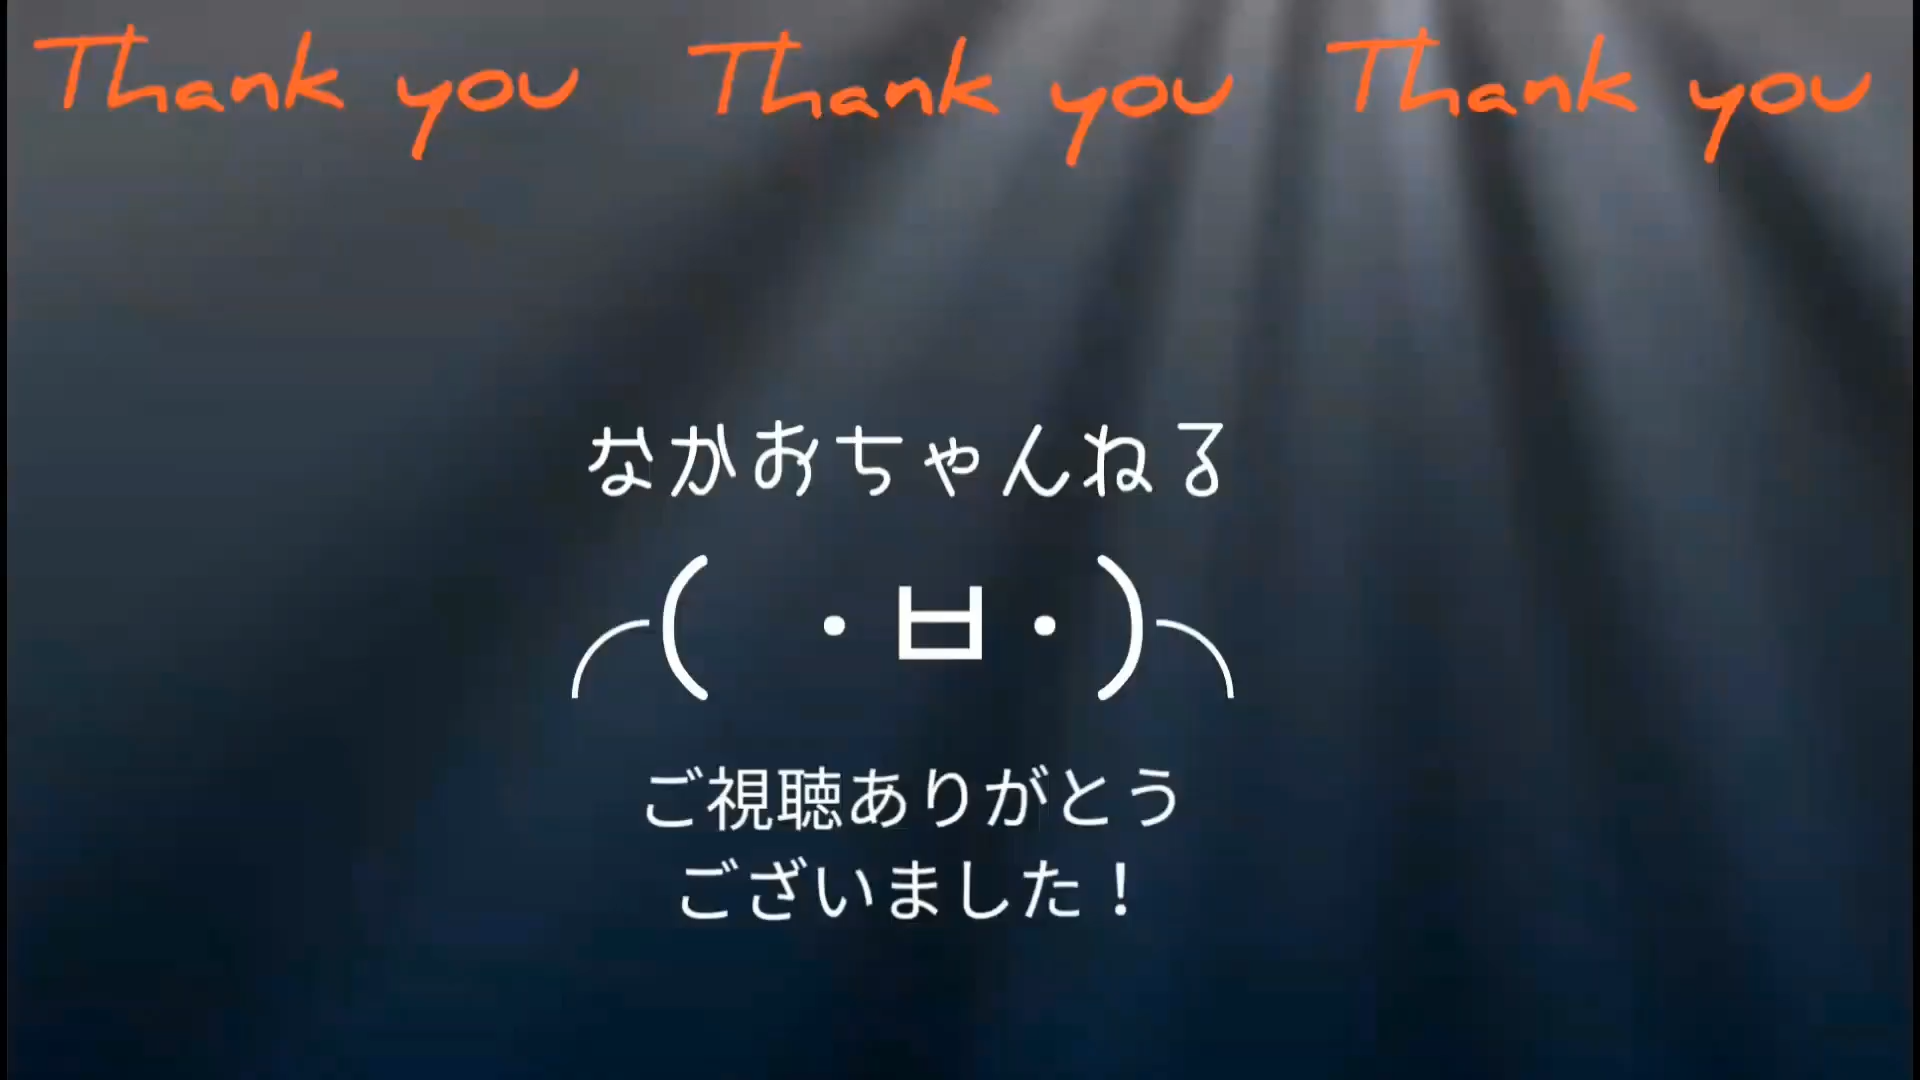 Thank you Thank you Thank you
なかおちゃんねる
╭( ・ㅂ・)╮
ご視聴ありがとう
ございました！